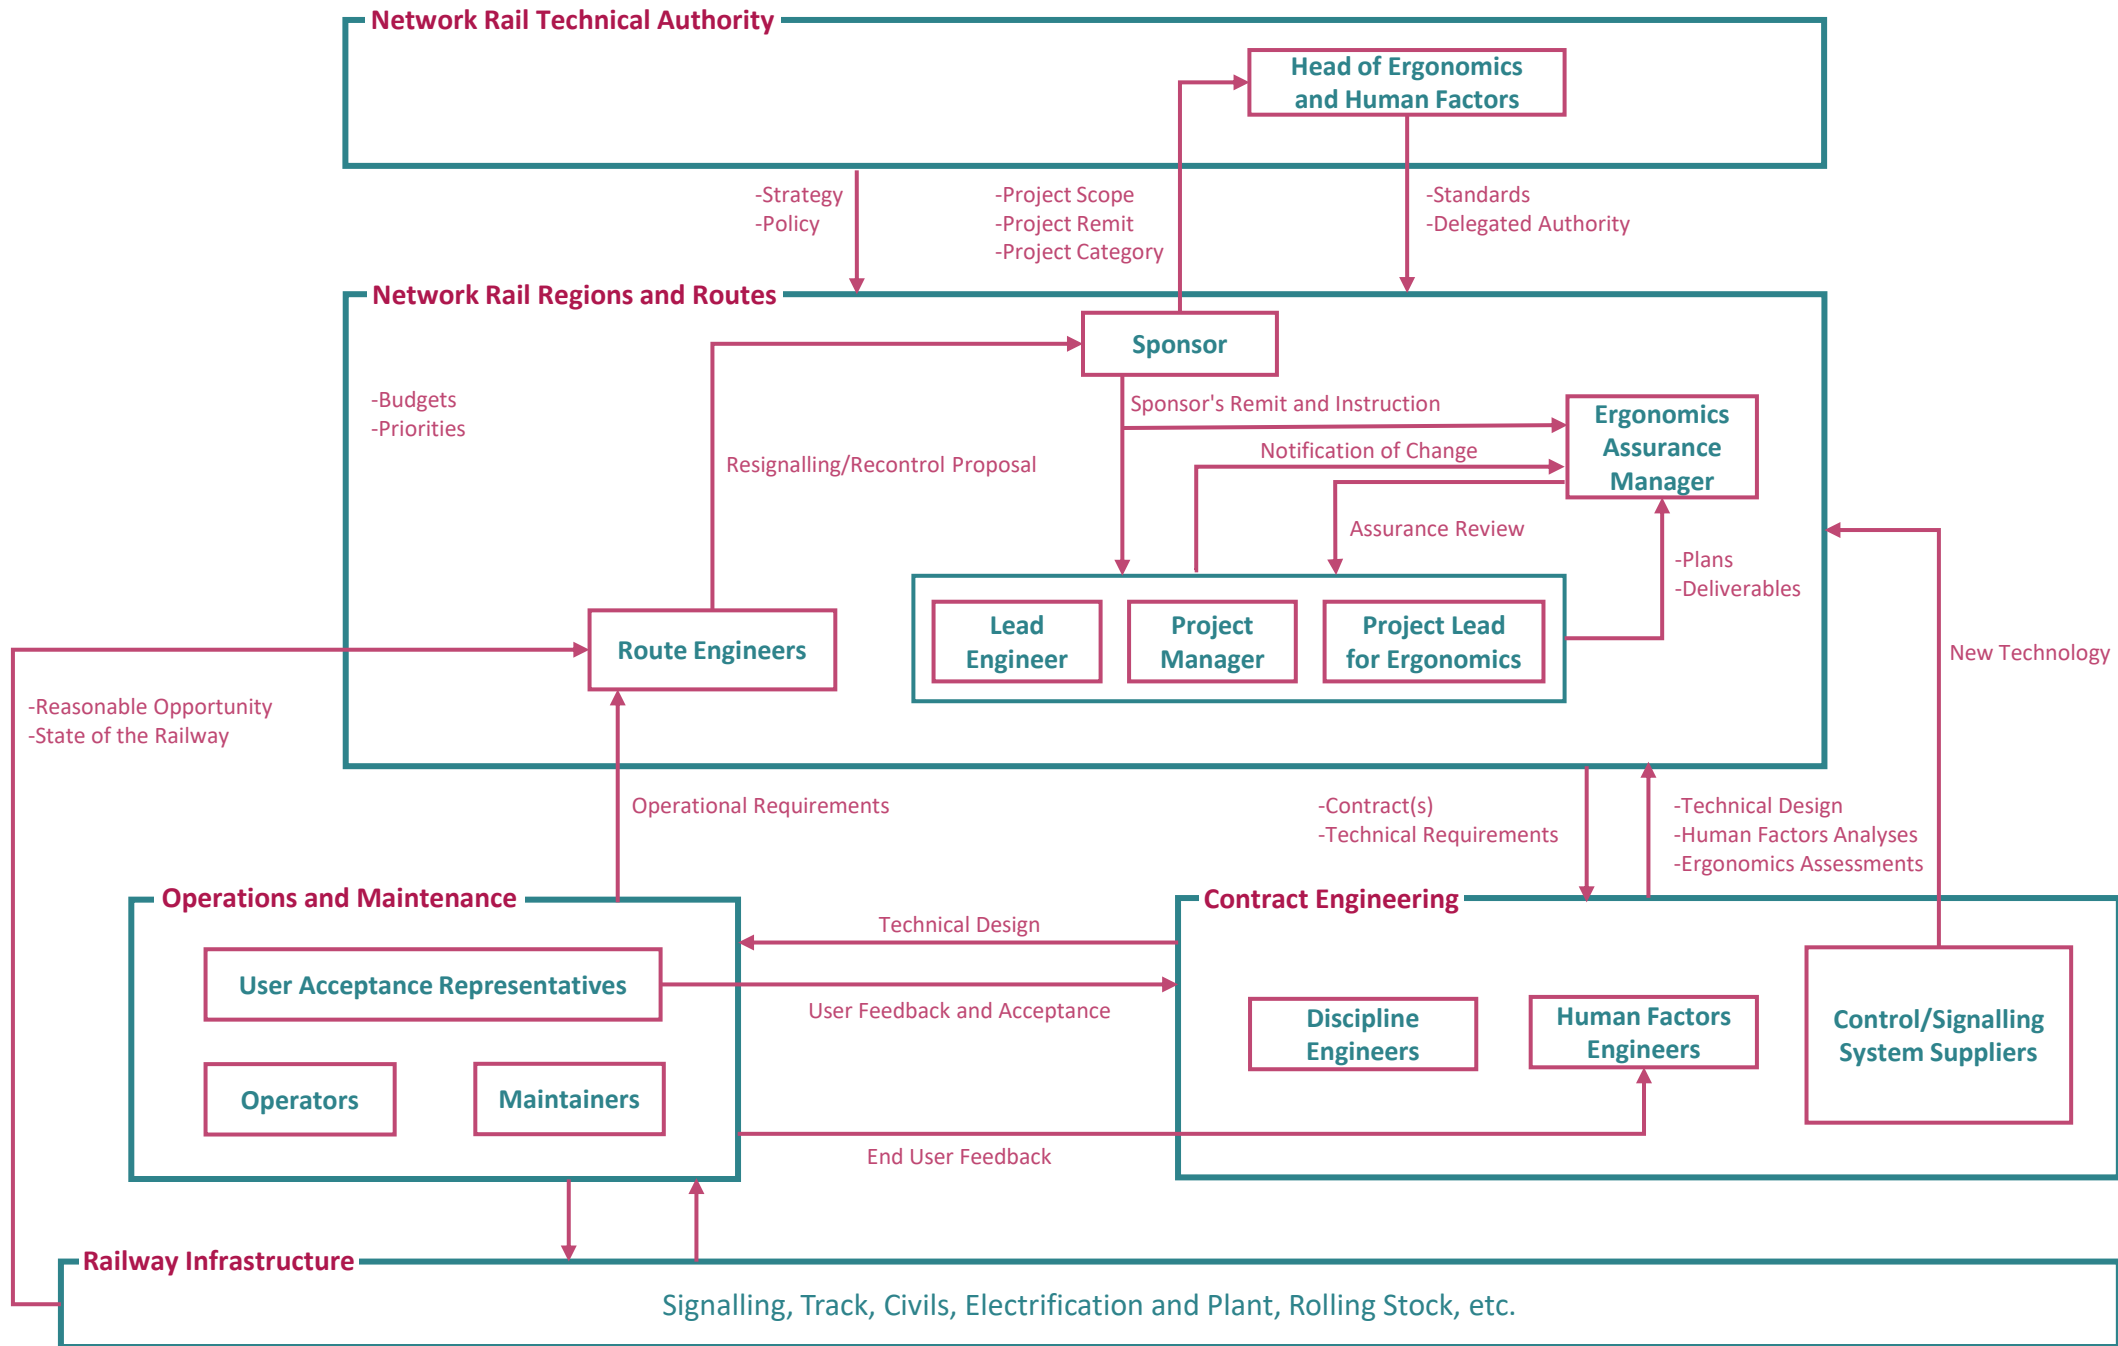 Network Rail Technical Authority
Head of Ergonomics
and Human Factors
-Strategy
-Policy
-Project Scope
-Project Remit
-Project Category
-Standards
-Delegated Authority
Network Rail Regions and Routes
Sponsor
-Budgets
-Priorities
Sponsor's Remit and Instruction
Ergonomics
Assurance
Manager
Notification of Change
Resignalling/Recontrol Proposal
Assurance Review
-Plans
-Deliverables
Lead
Engineer
Project
Manager
Project Lead
for Ergonomics
Route Engineers
New Technology
-Reasonable Opportunity
-State of the Railway
Operational Requirements
-Contract(s)
-Technical Requirements
-Technical Design
-Human Factors Analyses
-Ergonomics Assessments
Operations and Maintenance
Contract Engineering
Technical Design
User Acceptance Representatives
User Feedback and Acceptance
Discipline
Engineers
Human Factors
Engineers
Control/Signalling
System Suppliers
Operators
Maintainers
End User Feedback
Railway Infrastructure
Signalling, Track, Civils, Electrification and Plant, Rolling Stock, etc.